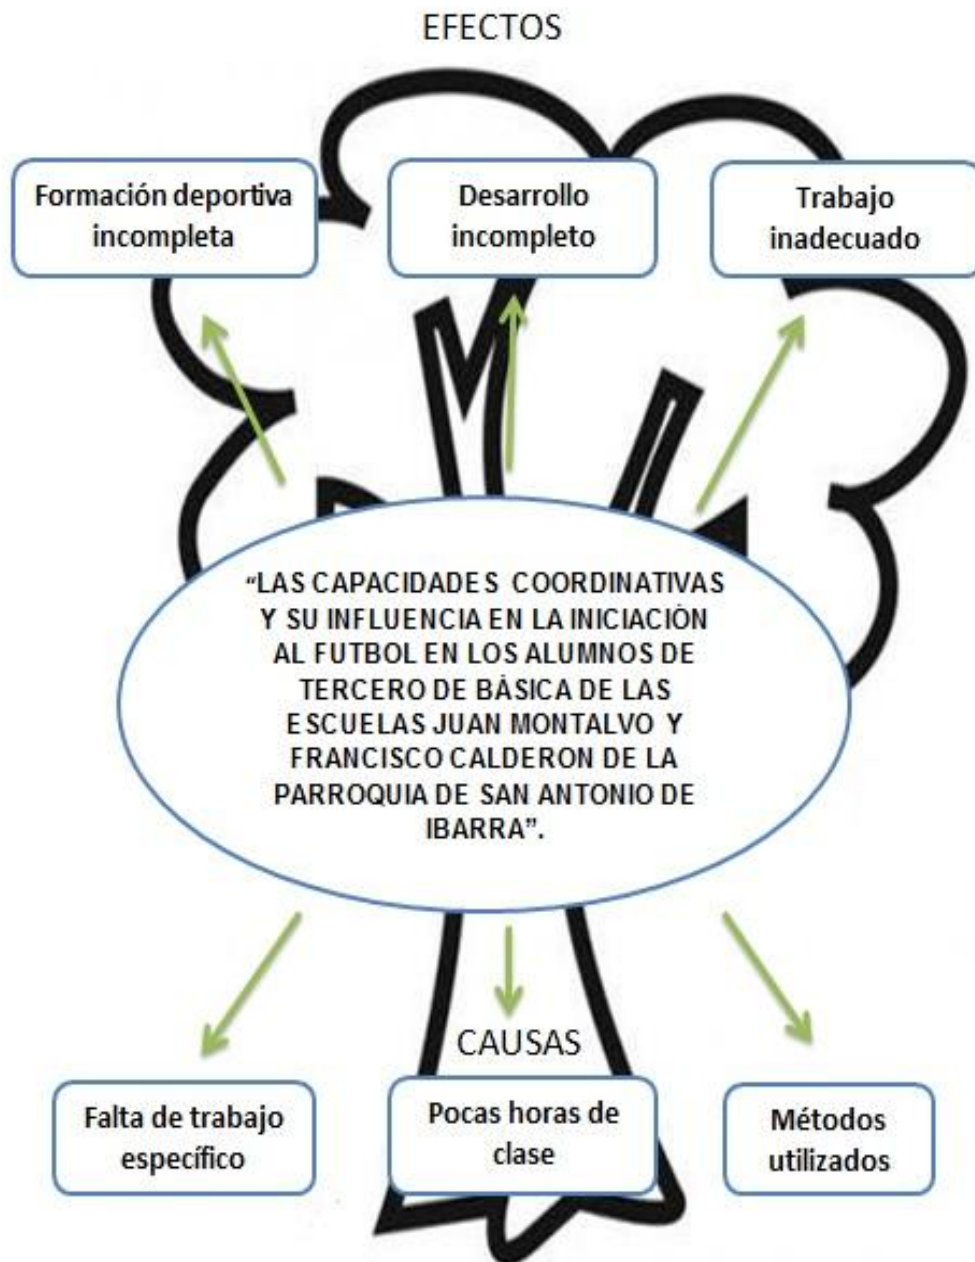 EFECTOS
Formación deportiva
incompleta
Desarrollo
incompleto
Trabajo
inadecuado
“LAS CAPACIDADES COORDINATIVAS
Y SU INFLUENCIA EN LA INICIACIÓN
AL FUTBOL EN LOS ALUMNOS DE
TERCERO DE BÁSICA DE LAS
ESCUELAS JUAN MONTALVO Y
FRANCISCO CALDERON DE LA
PARROQUIA DE SAN ANTONIO DE
IBARRA”.
CAUSAS
Falta de trabajo
específico
Pocas horas de
clase
Métodos
utilizados